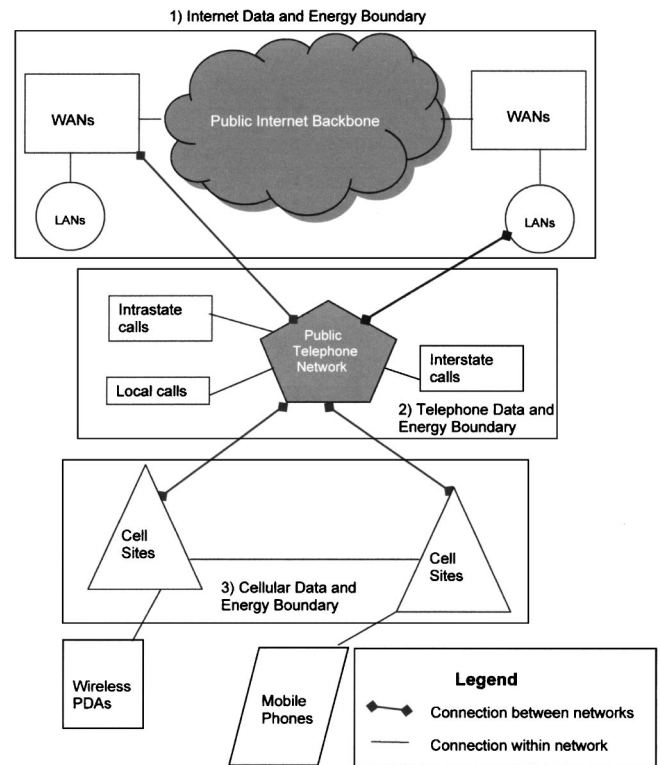 1) Internet Data and Energy Boundary
WANs
Public Internet Backbone
WANs
LANs
LANs
Intrastate
calls
Public
Telephone
Network
Interstate
calls
Local calls
2) Telephone Data and
Energy Boundary
Cell
Sites
Cell
Sites
3) Cellular Data and
Energy Boundary
Wireless
PDAs
Mobile
Phones
Legend
Connection between networks
Connection within network